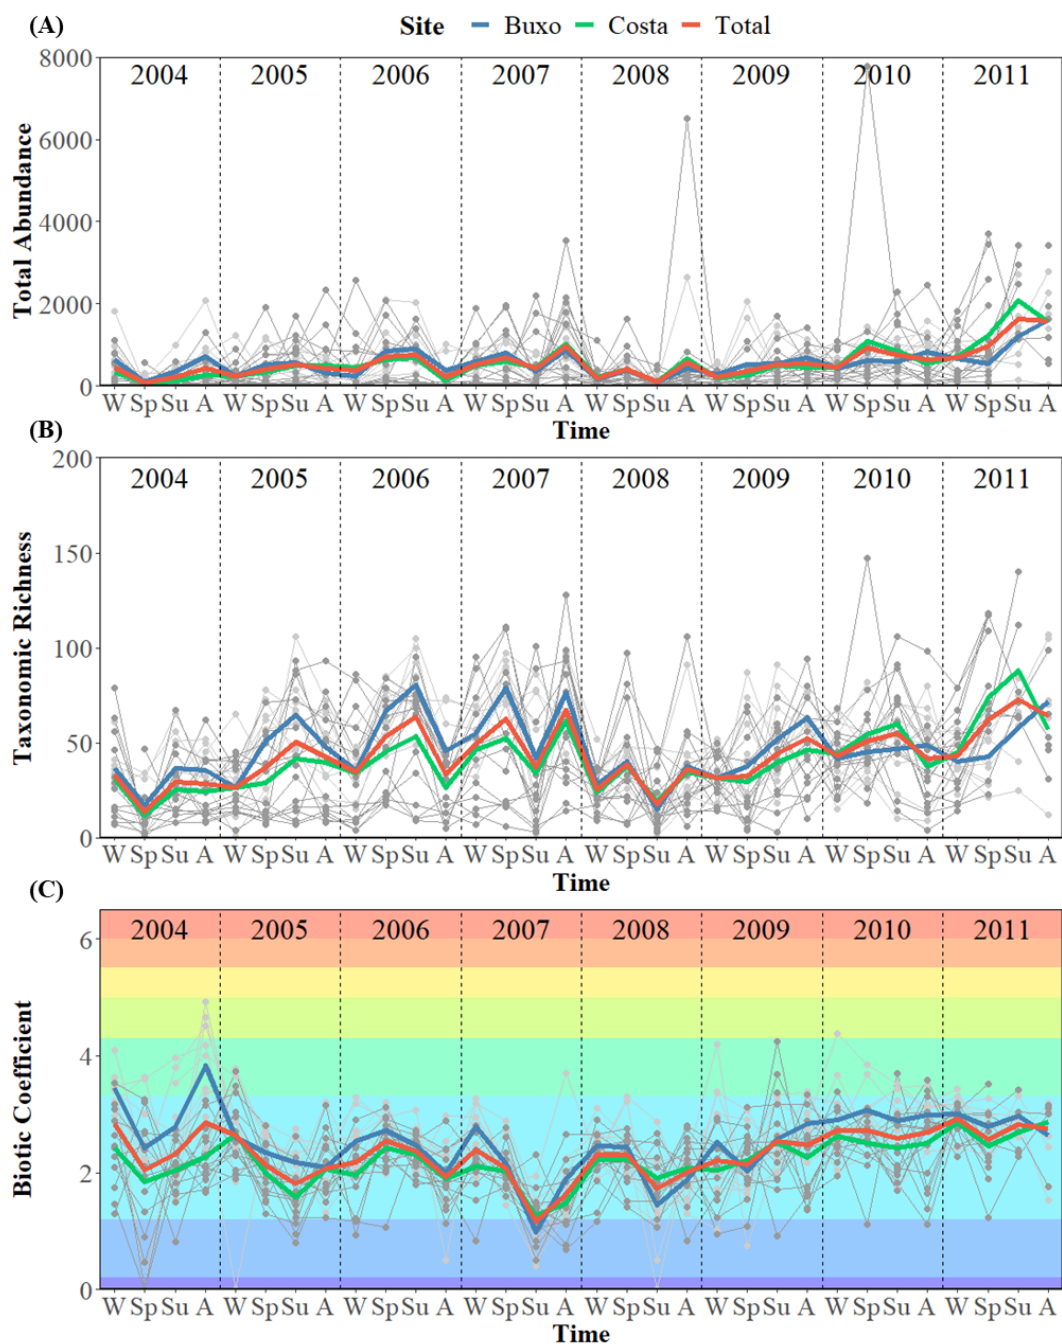 (A)
Site Buxo Costa Total
8000
6000
4000
2000
0
Total Abundance
2004 2005 2006 2007 2008 2009 2010 2011
W Sp Su A W Sp Su A W Sp Su A W Sp Su A W Sp Su A W Sp Su A W Sp Su A W Sp Su A
Time
(B)
200
150
100
50
0
Taxonomic Richness
2004 2005 2006 2007 2008 2009 2010 2011
W Sp Su A W Sp Su A W Sp Su A W Sp Su A W Sp Su A W Sp Su A W Sp Su A W Sp Su A
Time
(C)
6
4
2
0
Biotic Coefficient
2004 2005 2006 2007 2008 2009 2010 2011
W Sp Su A W Sp Su A W Sp Su A W Sp Su A W Sp Su A W Sp Su A W Sp Su A W Sp Su A
Time